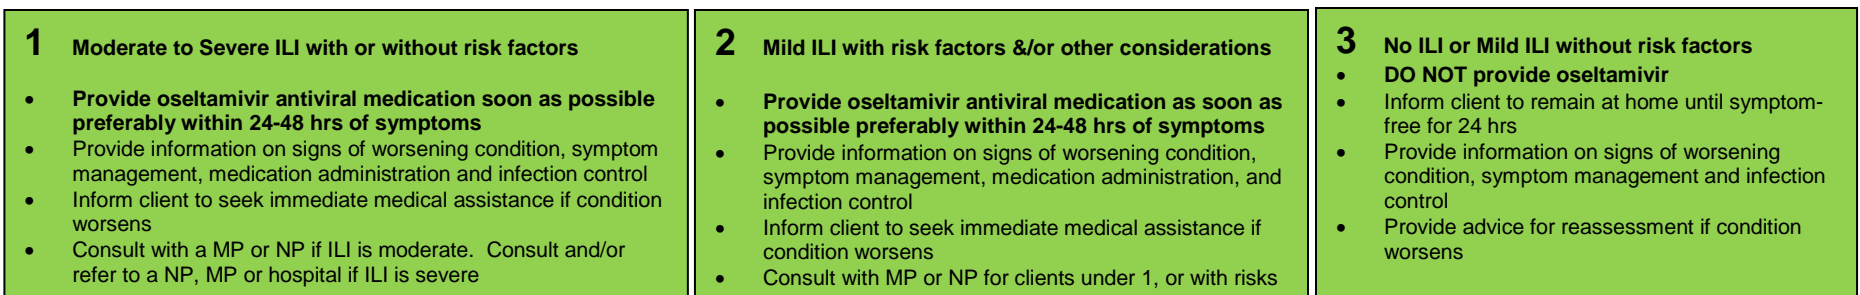 1 Moderate to Severe ILI with or without risk factors
• Provide oseltamivir antiviral medication soon as possible
preferably within 24-48 hrs of symptoms
• Provide information on signs of worsening condition, symptom
management, medication administration and infection control
• Inform client to seek immediate medical assistance if condition
worsens
• Consult with a MP or NP if ILI is moderate. Consult and/or
refer to a NP, MP or hospital if ILI is severe
2 Mild ILI with risk factors &/or other considerations
• Provide oseltamivir antiviral medication as soon as
possible preferably within 24-48 hrs of symptoms
• Provide information on signs of worsening condition,
symptom management, medication administration, and
infection control
• Inform client to seek immediate medical assistance if
condition worsens
• Consult with MP or NP for clients under 1, or with risks
3 No ILI or Mild ILI without risk factors
• DO NOT provide oseltamivir
• Inform client to remain at home until symptom-
free for 24 hrs
• Provide information on signs of worsening
condition, symptom management and infection
control
• Provide advice for reassessment if condition
worsens